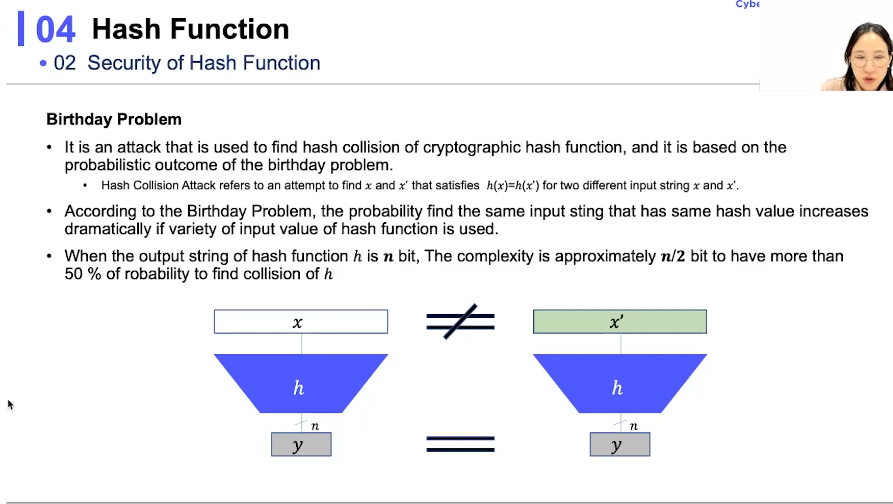 Cybe
04 Hash Function
• 02 Security of Hash Function
Birthday Problem
• It is an attack that is used to find hash collision of cryptographic hash function, and it is based on the
probabilistic outcome of the birthday problem.
• Hash Collision Attack refers to an attempt to find x and x' that satisfies h(x)=h(x') for two different input string x and x'.
• According to the Birthday Problem, the probability find the same input sting that has same hash value increases
dramatically if variety of input value of hash function is used.
• When the output string of hash function h is n bit, The complexity is approximately n/2 bit to have more than
50 % of robability to find collision of h
x ≠ x’
h h
n n
y = y